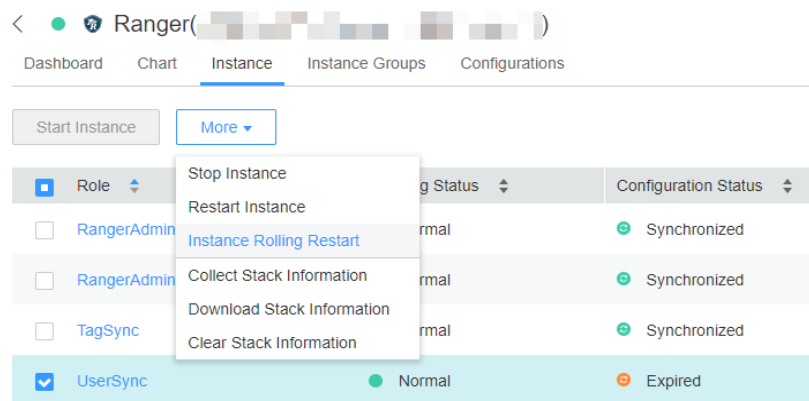 Ranger( )
Dashboard Chart Instance Instance Groups Configurations
Start Instance More
Stop Instance
Restart Instance
Instance Rolling Restart
Collect Stack Information
Download Stack Information
Clear Stack Information
Role g Status Configuration Status
RangerAdmin rmal Synchronized
RangerAdmin rmal Synchronized
TagSync rmal Synchronized
UserSync Normal Expired